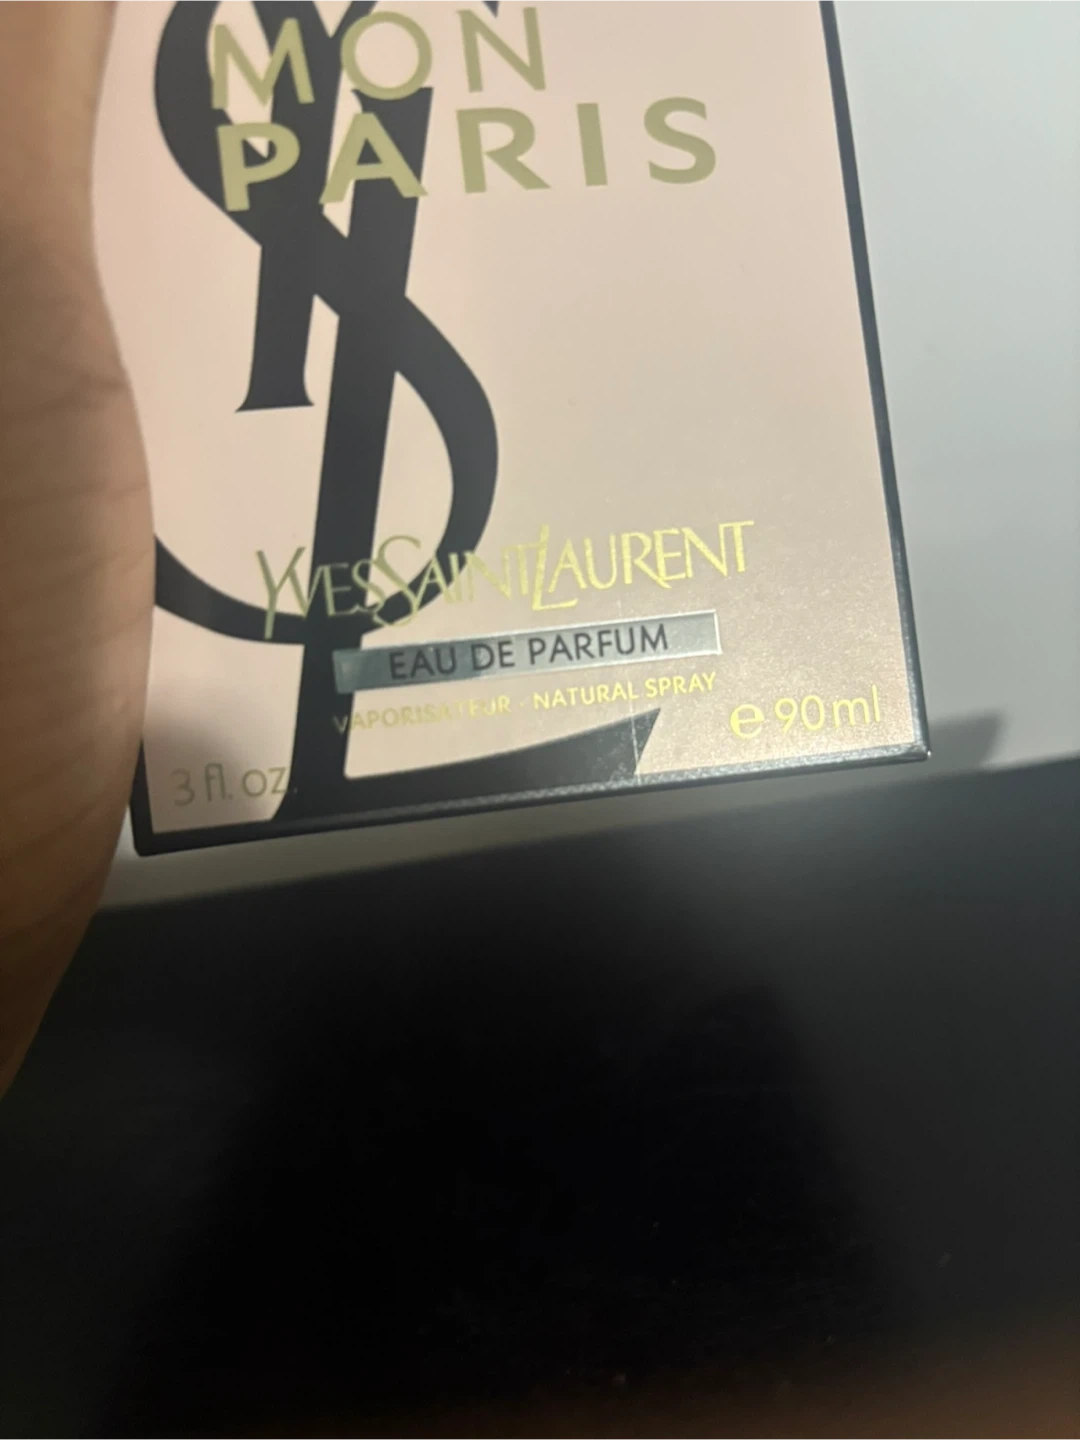 MON
PARIS
YVESSAINTLAURENT
EAU DE PARFUM
VAPORISATEUR · NATURAL SPRAY
3 fl. oz.
e 90 ml